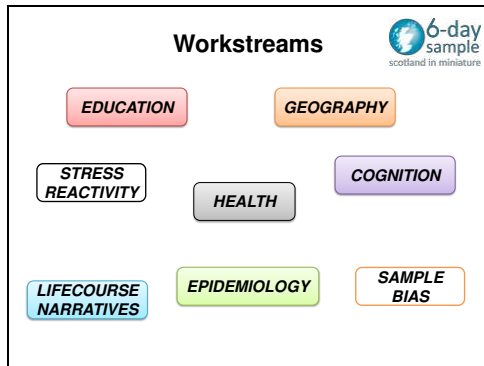 Workstreams
6-day
sample
scotland in miniature
EDUCATION
GEOGRAPHY
STRESS
REACTIVITY
HEALTH
COGNITION
LIFECOURSE
NARRATIVES
EPIDEMIOLOGY
SAMPLE
BIAS